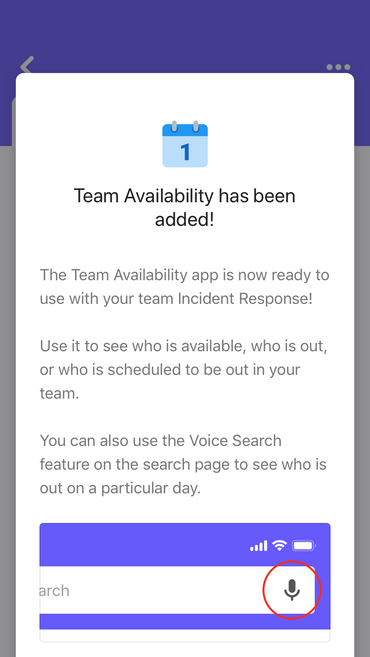 1
Team Availability has been
added!
The Team Availability app is now ready to
use with your team Incident Response!
Use it to see who is available, who is out,
or who is scheduled to be out in your
team.
You can also use the Voice Search
feature on the search page to see who is
out on a particular day.
arch